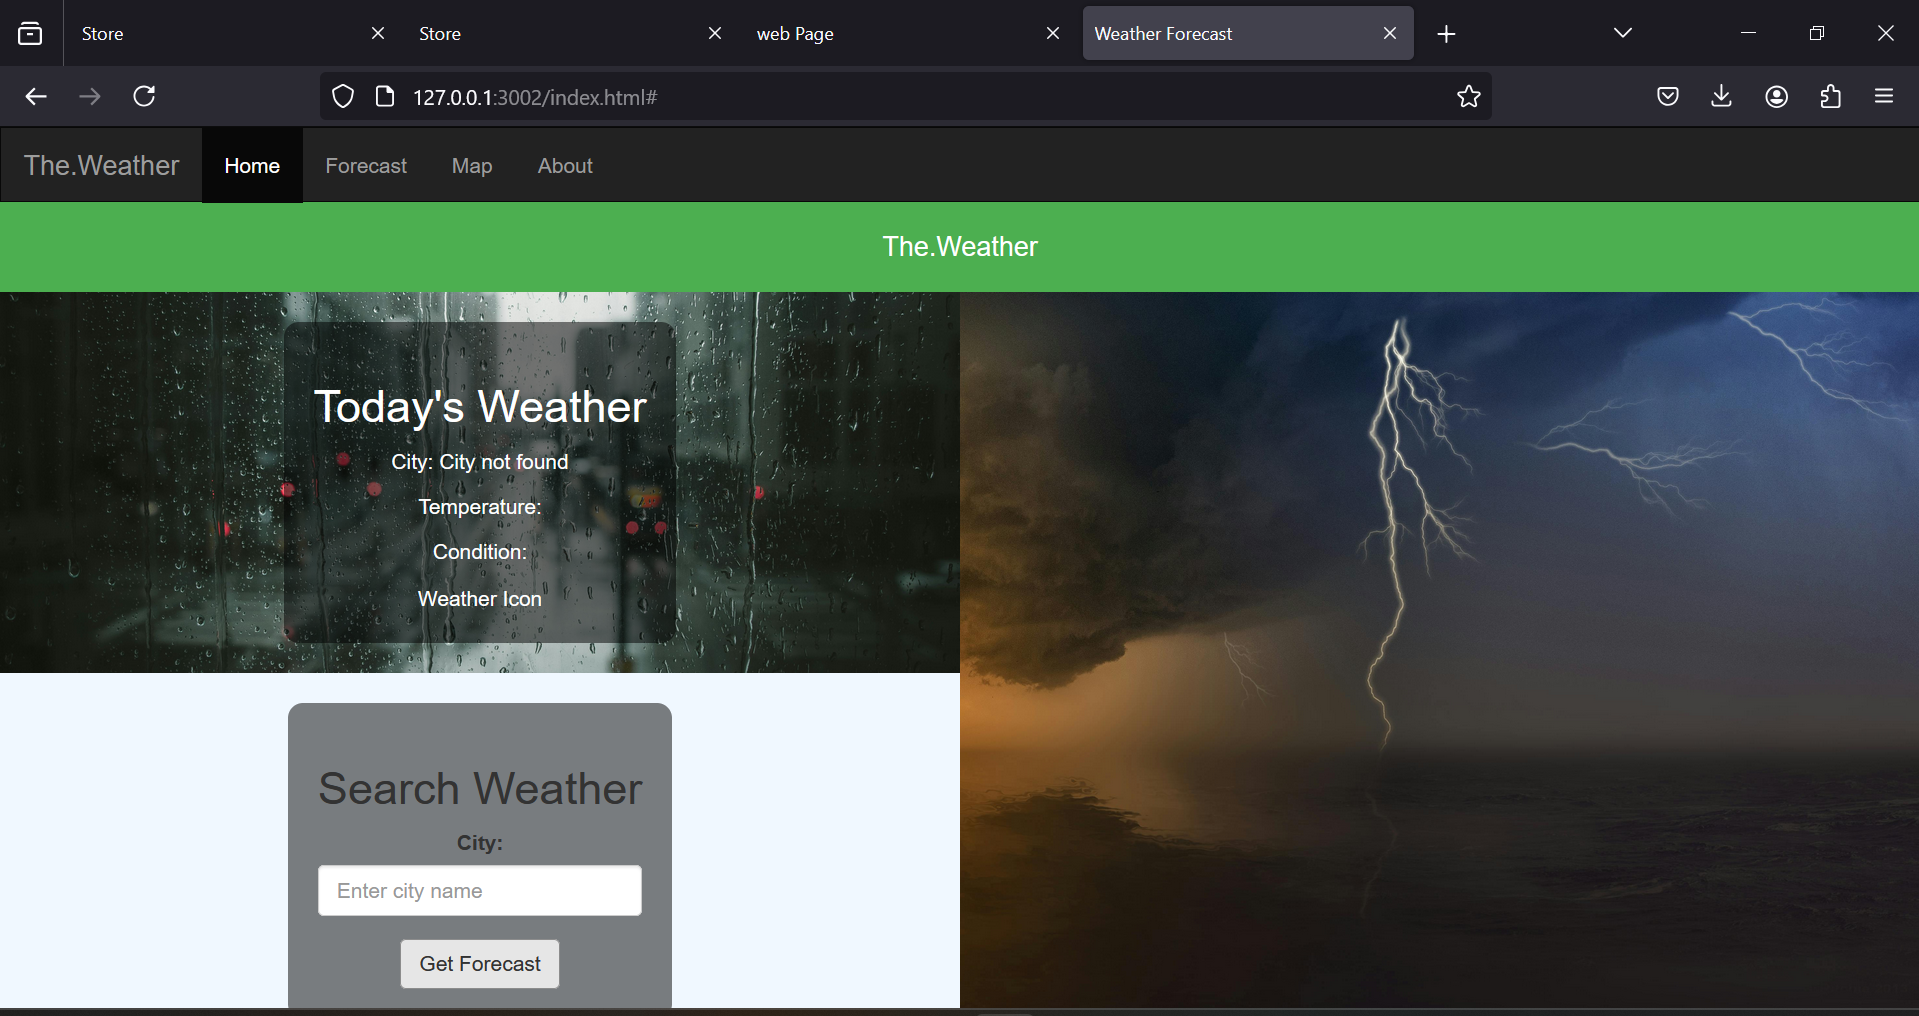 Store
Store
web Page
Weather Forecast
127.0.0.1:3002/index.html#
The.Weather
Home
Forecast
Map
About
The.Weather
Today's Weather
City: City not found
Temperature:
Condition:
Weather Icon
Search Weather
City:
Enter city name
Get Forecast